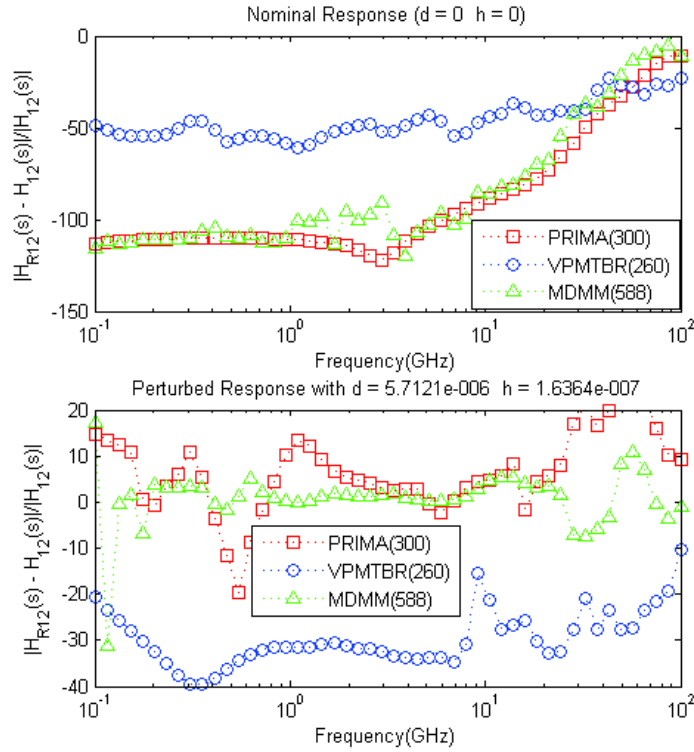 Nominal Response (d = 0 h = 0)
|H_R12(s) - H_12(s)|/|H_12(s)|
0
-50
-100
-150
PRIMA(300)
VPMTBR(260)
MDMM(588)
10^-1
10^0
10^1
10^2
Frequency(GHz)
Perturbed Response with d = 5.7121e-006 h = 1.6364e-007
|H_R12(s) - H_12(s)|/|H_12(s)|
20
10
0
-10
-20
-30
-40
PRIMA(300)
VPMTBR(260)
MDMM(588)
10^-1
10^0
10^1
10^2
Frequency(GHz)